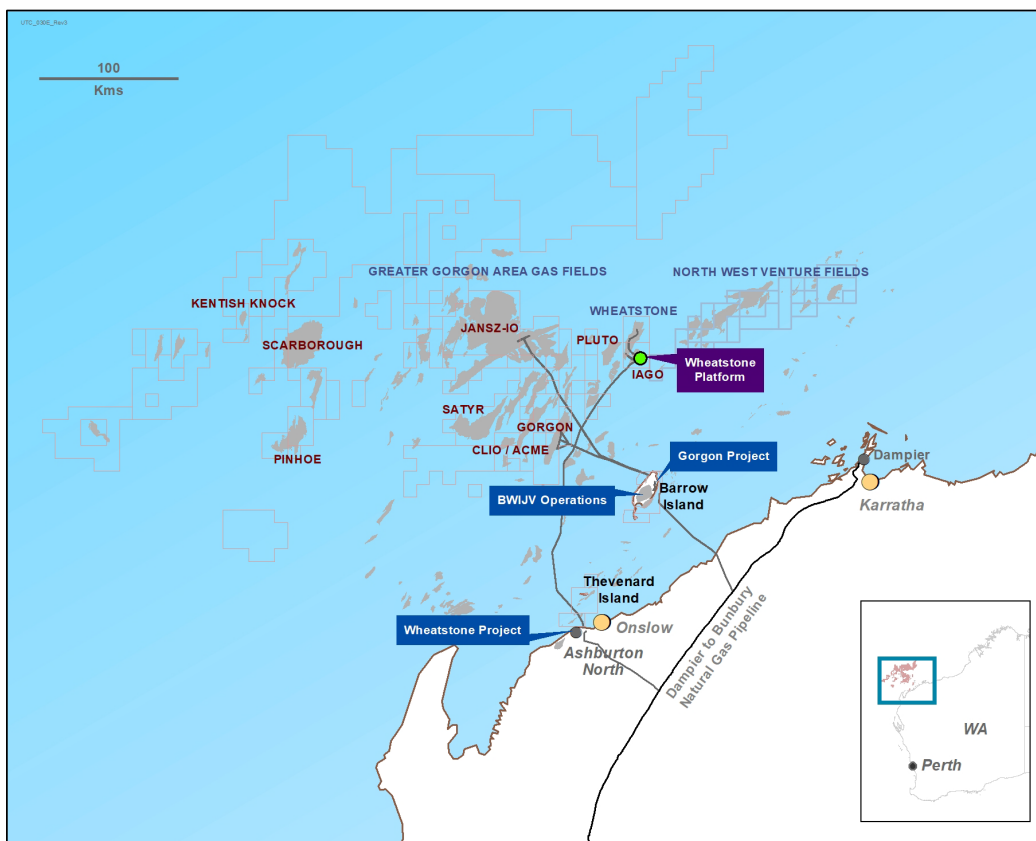 UTC_038E_Rev3
100
Kms
GREATER GORGON AREA GAS FIELDS
NORTH WEST VENTURE FIELDS
KENTISH KNOCK
WHEATSTONE
JANSZ-IO
SCARBOROUGH
PLUTO
Wheatstone
Platform
IAGO
SATYR
GORGON
CLIO / ACME
PINHOE
Gorgon Project
Dampier
BWIJV Operations
Barrow
Island
Karratha
Thevenard
Island
Onslow
Wheatstone Project
Ashburton
North
Dampier to Bunbury
Natural Gas Pipeline
WA
Perth